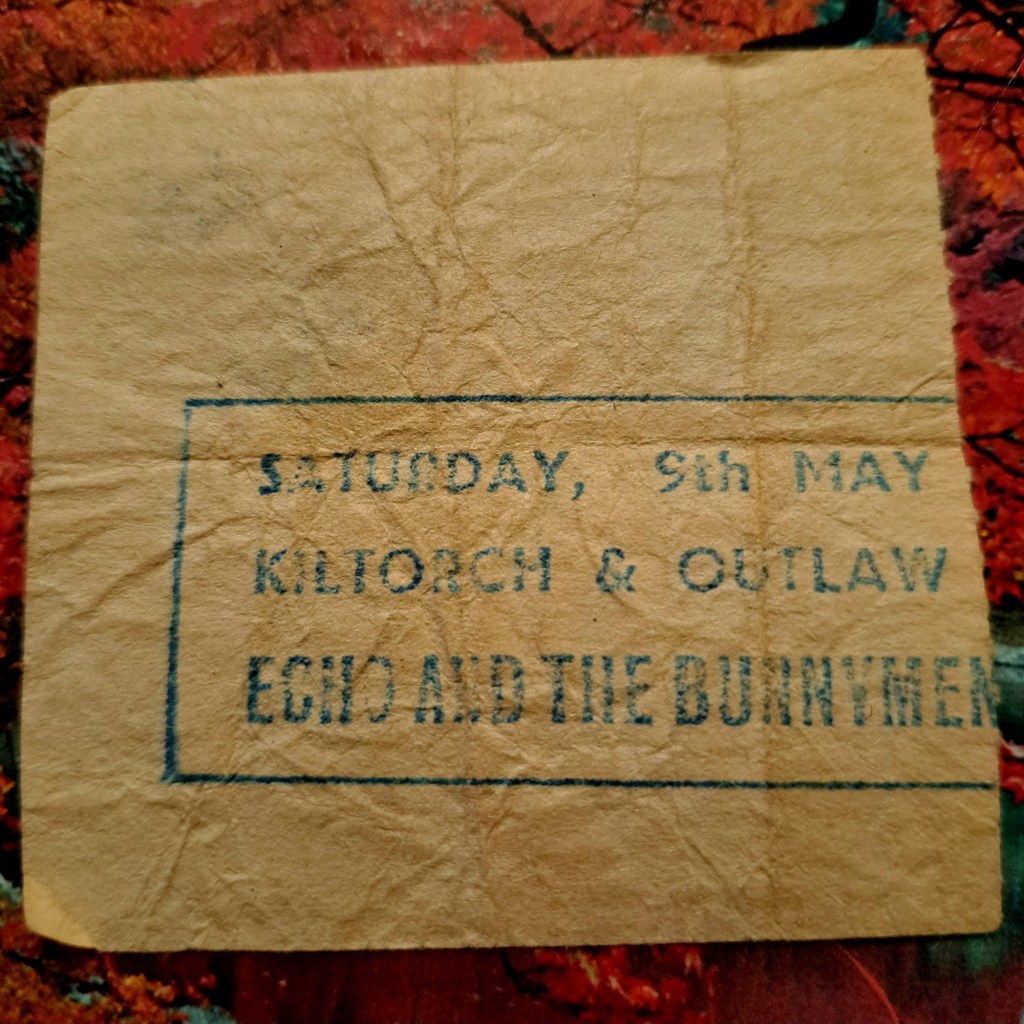 SATURDAY, 9th MAY
KILTORCH & OUTLAW
ECHO AND THE BUNNYMEN